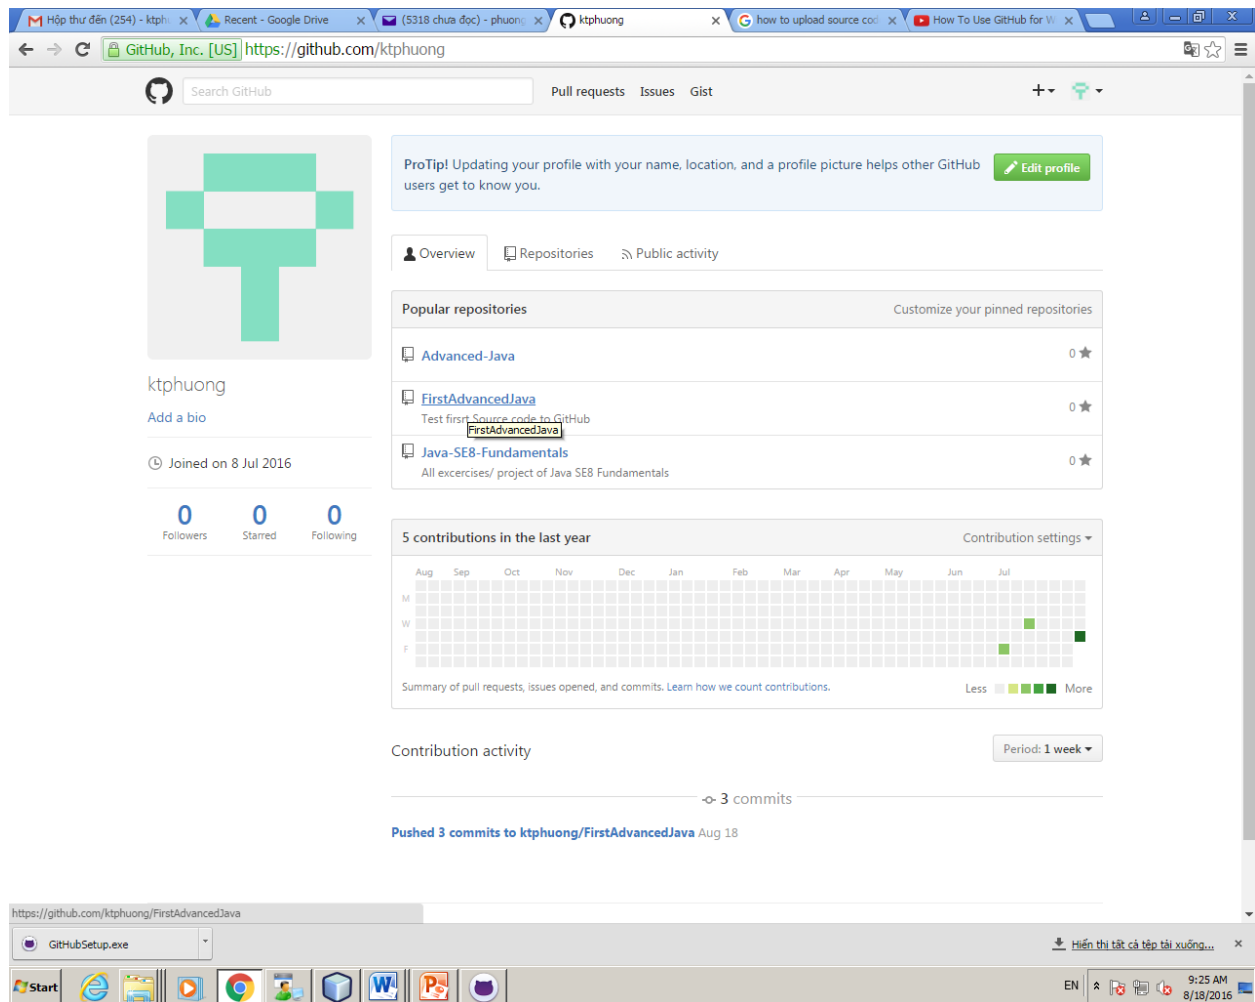 Hộp thư đến (254) - ktph
Recent - Google Drive
(5318 chưa đọc) - phuong
ktphuong
how to upload source cod
How To Use GitHub for W
GitHub, Inc. [US] https://github.com/ktphuong
Search GitHub
Pull requests Issues Gist
ProTip! Updating your profile with your name, location, and a profile picture helps other GitHub
users get to know you.
Edit profile
Overview Repositories Public activity
Popular repositories Customize your pinned repositories
Advanced-Java 0
FirstAdvancedJava 0
Test firsrt Source code to GitHub
FirstAdvancedJava
Java-SE8-Fundamentals 0
All excercises/ project of Java SE8 Fundamentals
ktphuong
Add a bio
Joined on 8 Jul 2016
0 0 0
Followers Starred Following
5 contributions in the last year Contribution settings
Aug Sep Oct Nov Dec Jan Feb Mar Apr May Jun Jul
M
W
F
Summary of pull requests, issues opened, and commits. Learn how we count contributions. Less More
Contribution activity Period: 1 week
3 commits
Pushed 3 commits to ktphuong/FirstAdvancedJava Aug 18
https://github.com/ktphuong/FirstAdvancedJava
GitHubSetup.exe Hiển thị tất cả tệp tải xuống...
Start EN 9:25 AM
8/18/2016